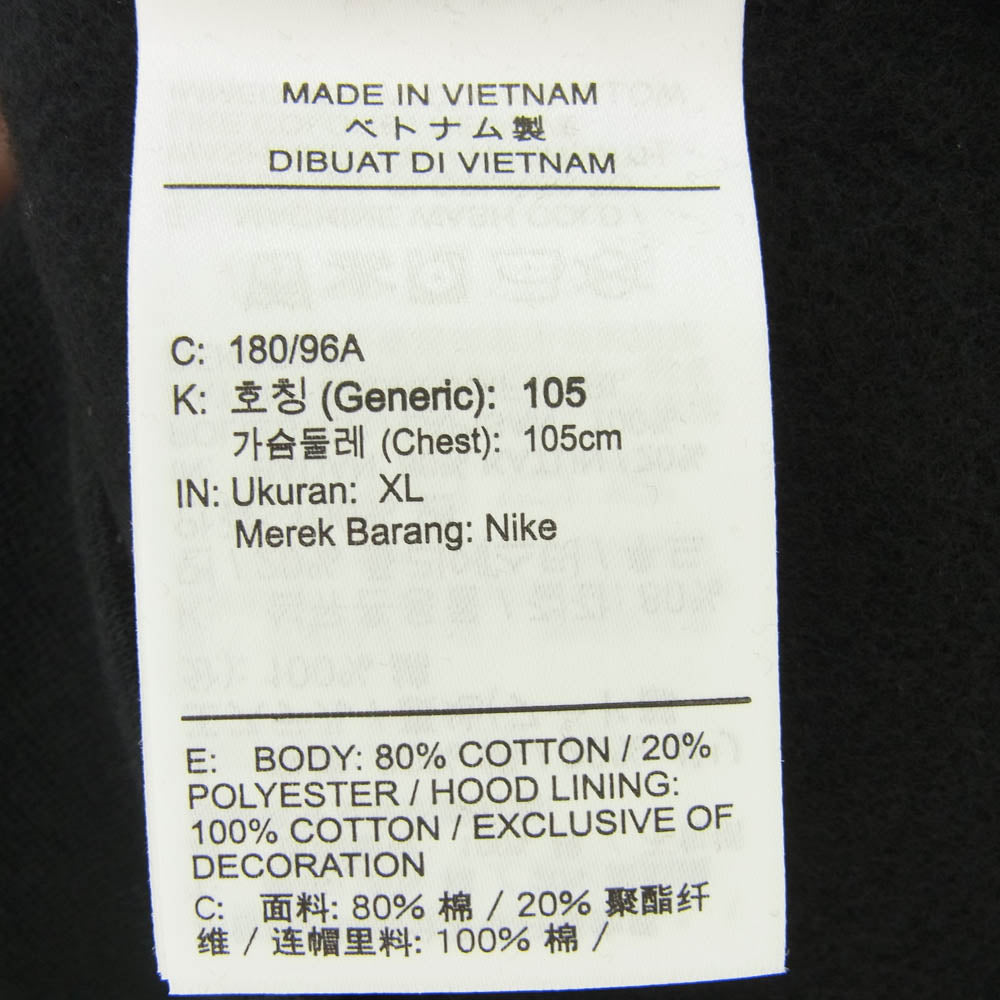 MADE IN VIETNAM
ベトナム製
DIBUAT DI VIETNAM
C: 180/96A
K: 호칭 (Generic): 105
가슴둘레 (Chest): 105cm
IN: Ukuran: XL
Merek Barang: Nike
E: BODY: 80% COTTON / 20%
POLYESTER / HOOD LINING:
100% COTTON / EXCLUSIVE OF
DECORATION
C: 面料: 80% 棉 / 20% 聚酯纤
维 / 连帽里料: 100% 棉 /